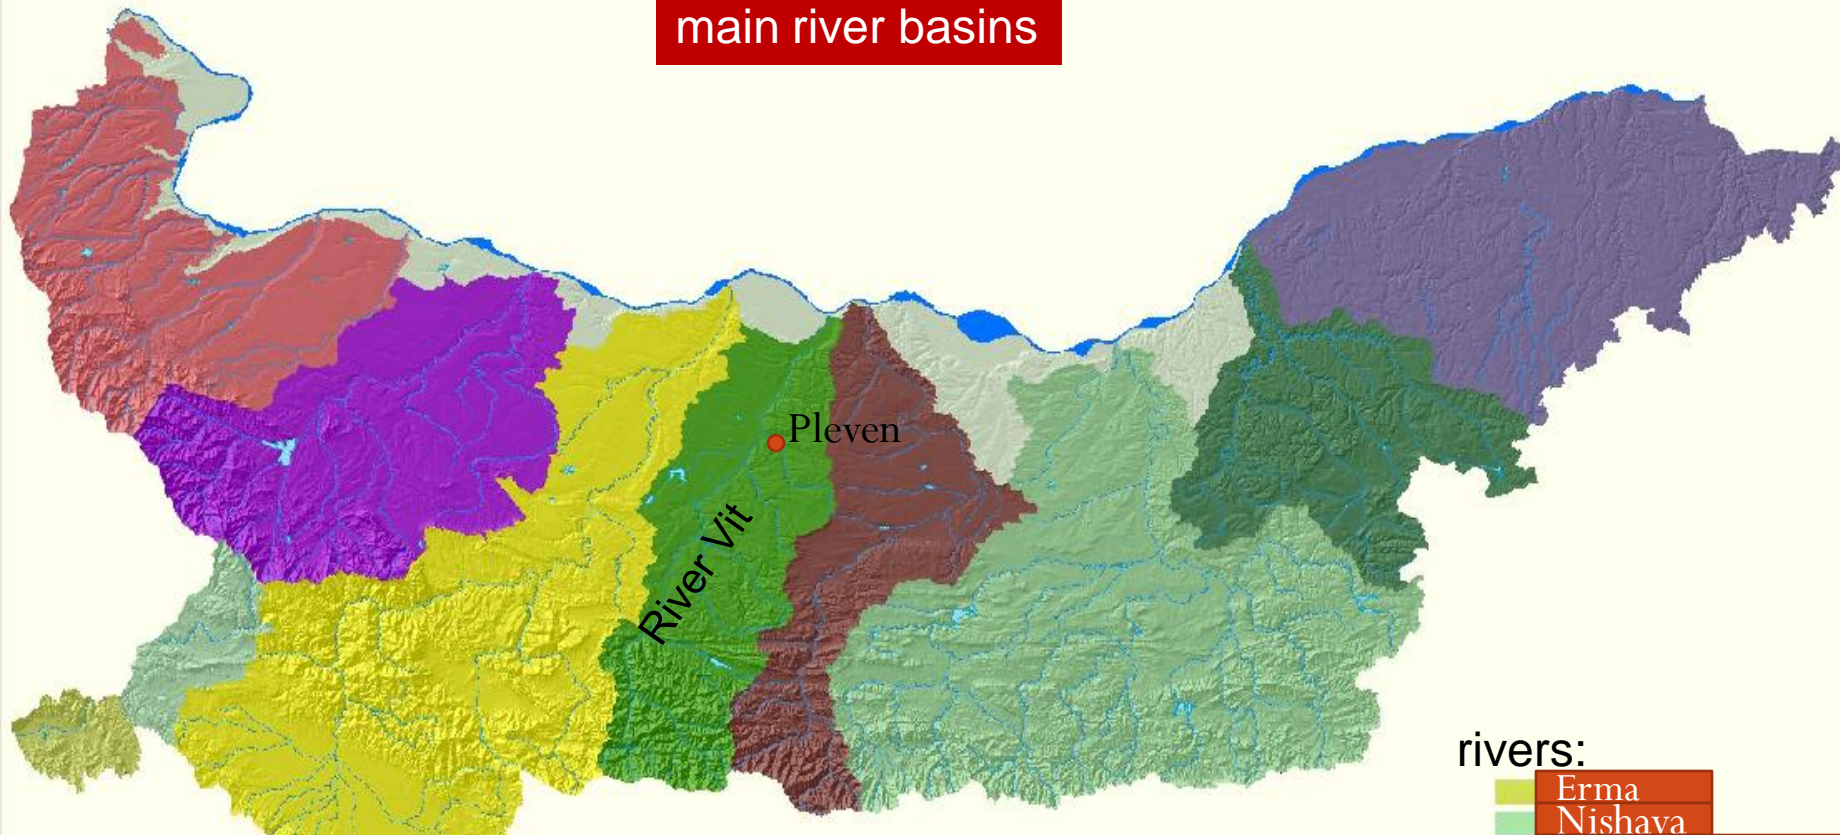 main river basins
Pleven
River Vit
rivers:
Erma
Nishava